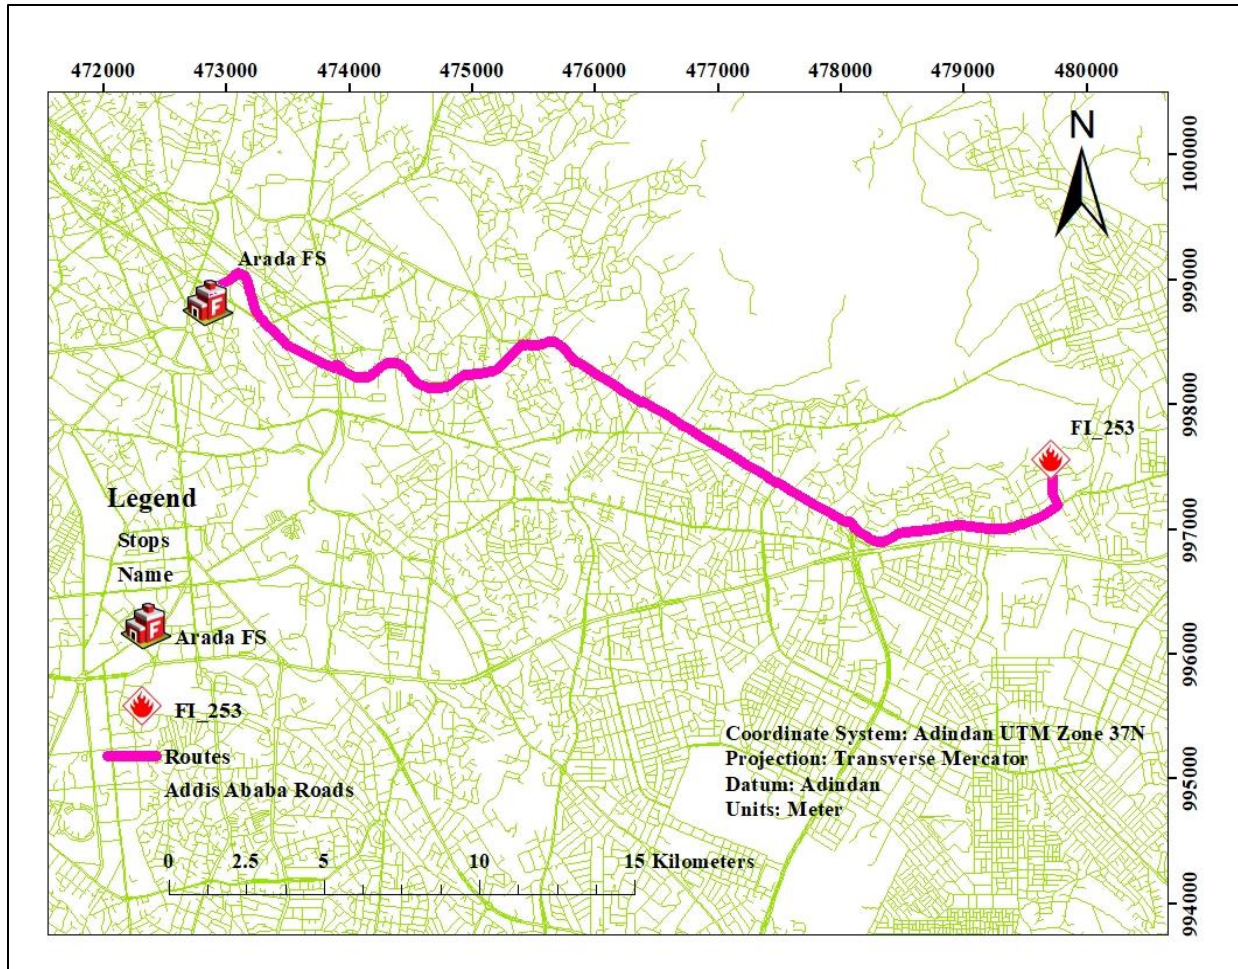 472000 473000 474000 475000 476000 477000 478000 479000 480000
N
1000000
999000
998000
997000
996000
995000
994000
Arada FS
FI_253
Legend
Stops
Name
Arada FS
FI_253
Routes
Addis Ababa Roads
Coordinate System: Adindan UTM Zone 37N
Projection: Transverse Mercator
Datum: Adindan
Units: Meter
0 2.5 5 10 15 Kilometers